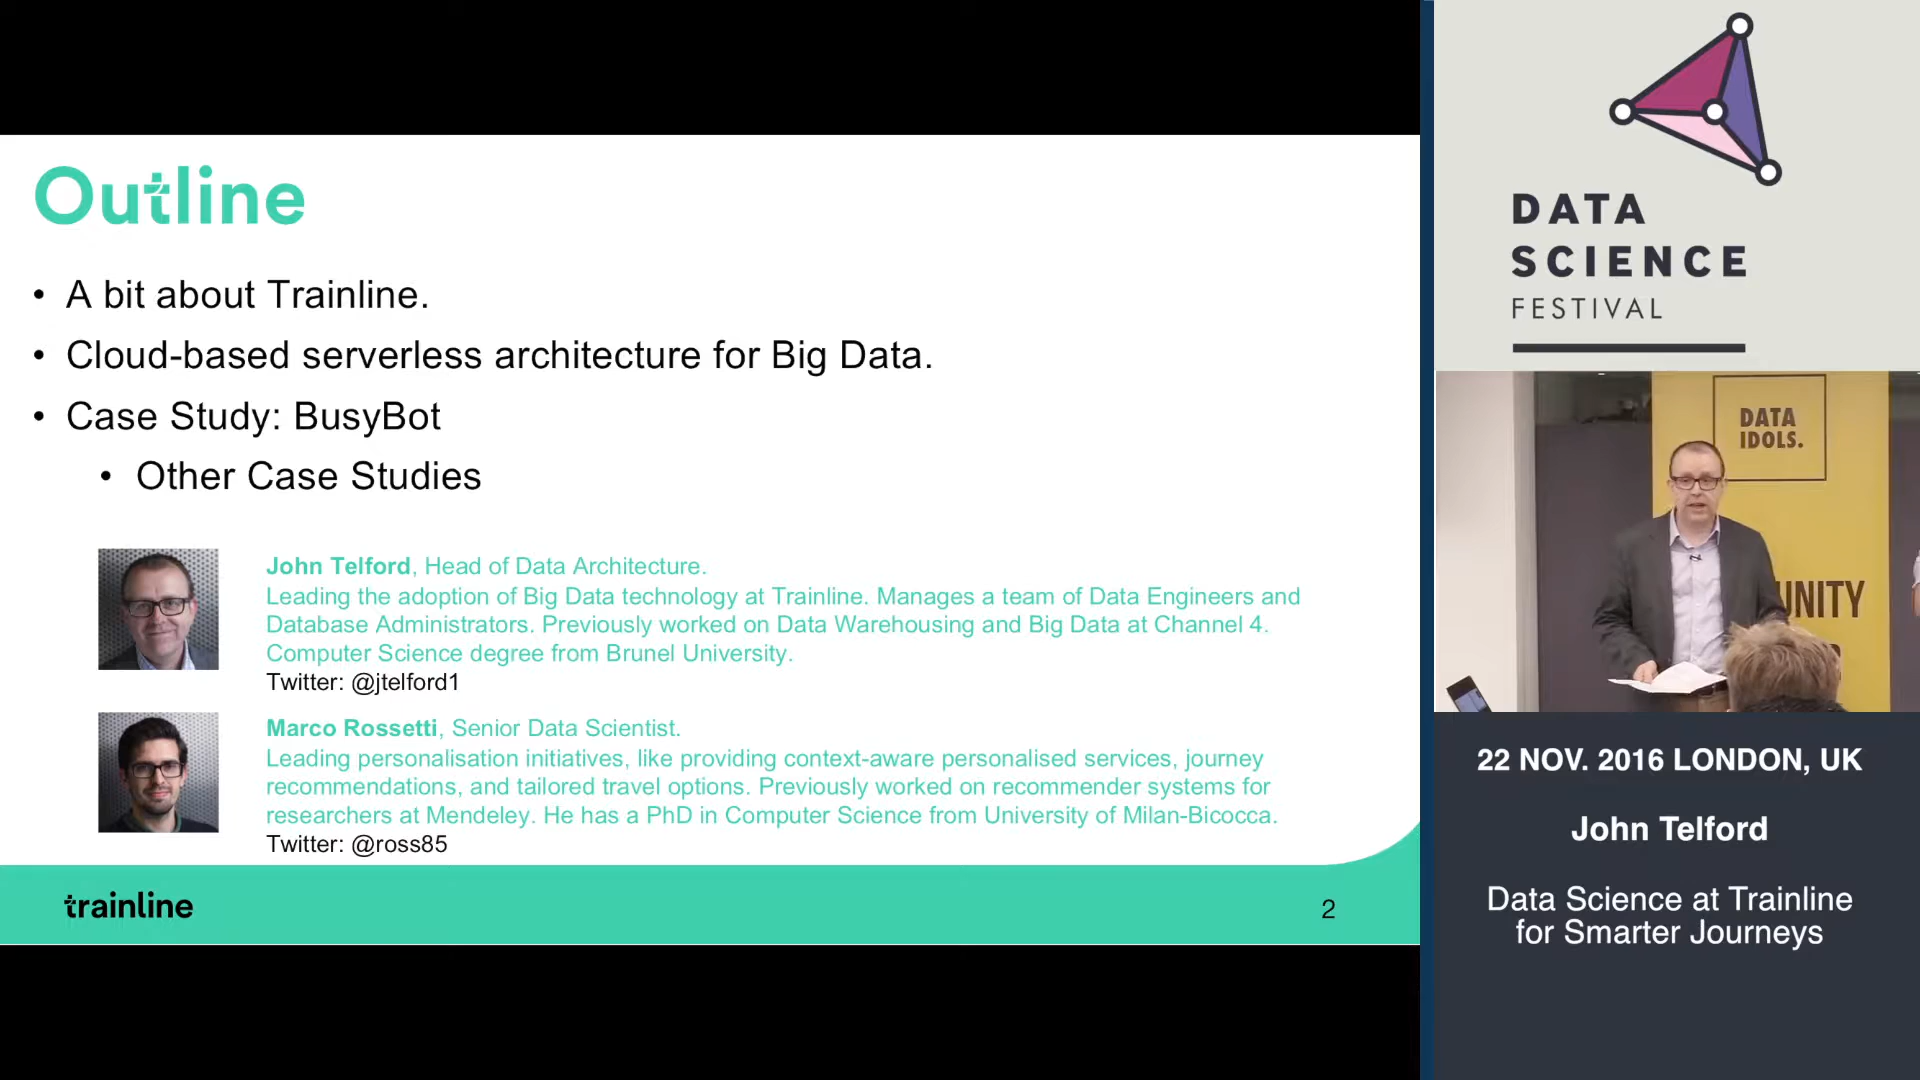 Outline
• A bit about Trainline.
• Cloud-based serverless architecture for Big Data.
• Case Study: BusyBot
• Other Case Studies
John Telford, Head of Data Architecture.
Leading the adoption of Big Data technology at Trainline. Manages a team of Data Engineers and
Database Administrators. Previously worked on Data Warehousing and Big Data at Channel 4.
Computer Science degree from Brunel University.
Twitter: @jtelford1
Marco Rossetti, Senior Data Scientist.
Leading personalisation initiatives, like providing context-aware personalised services, journey
recommendations, and tailored travel options. Previously worked on recommender systems for
researchers at Mendeley. He has a PhD in Computer Science from University of Milan-Bicocca.
Twitter: @ross85
trainline
2
DATA
SCIENCE
FESTIVAL
DATA
IDOLS.
UNITY
22 NOV. 2016 LONDON, UK
John Telford
Data Science at Trainline
for Smarter Journeys